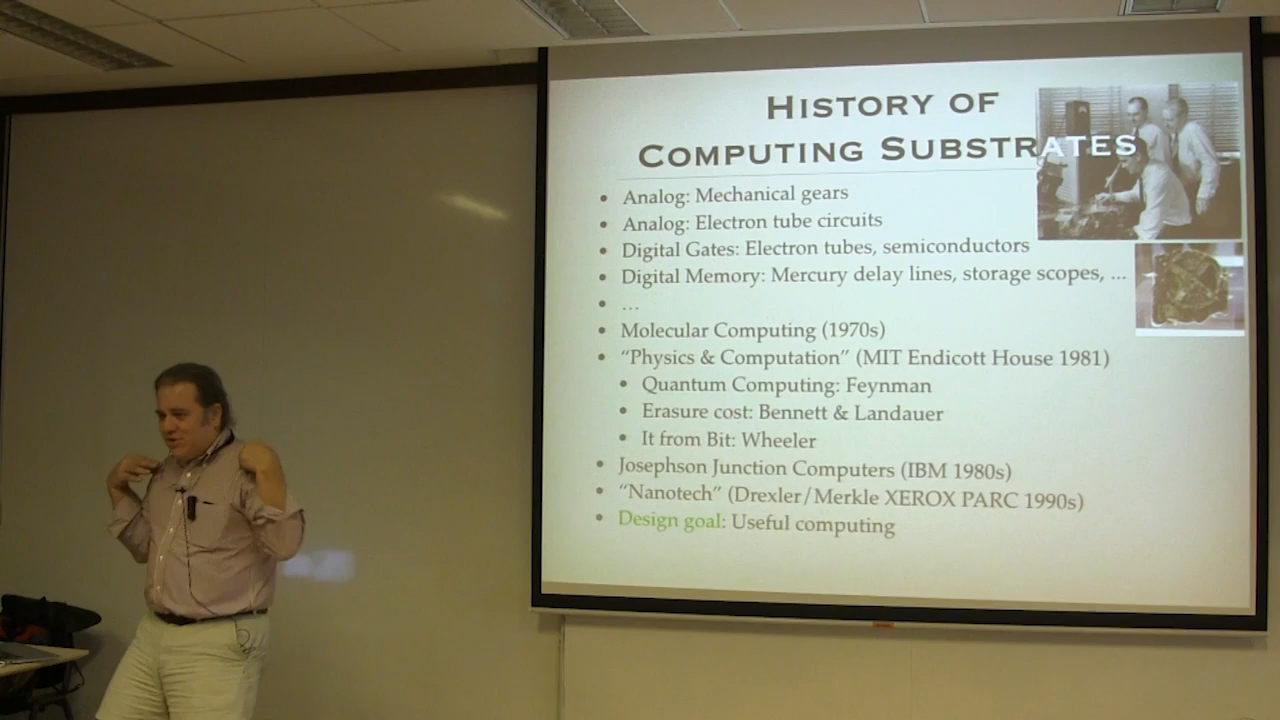 HISTORY OF
COMPUTING SUBSTRATES
• Analog: Mechanical gears
• Analog: Electron tube circuits
• Digital Gates: Electron tubes, semiconductors
• Digital Memory: Mercury delay lines, storage scopes, ...
• ...
• Molecular Computing (1970s)
• “Physics & Computation” (MIT Endicott House 1981)
• Quantum Computing: Feynman
• Erasure cost: Bennett & Landauer
• It from Bit: Wheeler
• Josephson Junction Computers (IBM 1980s)
• “Nanotech” (Drexler/Merkle XEROX PARC 1990s)
• Design goal: Useful computing